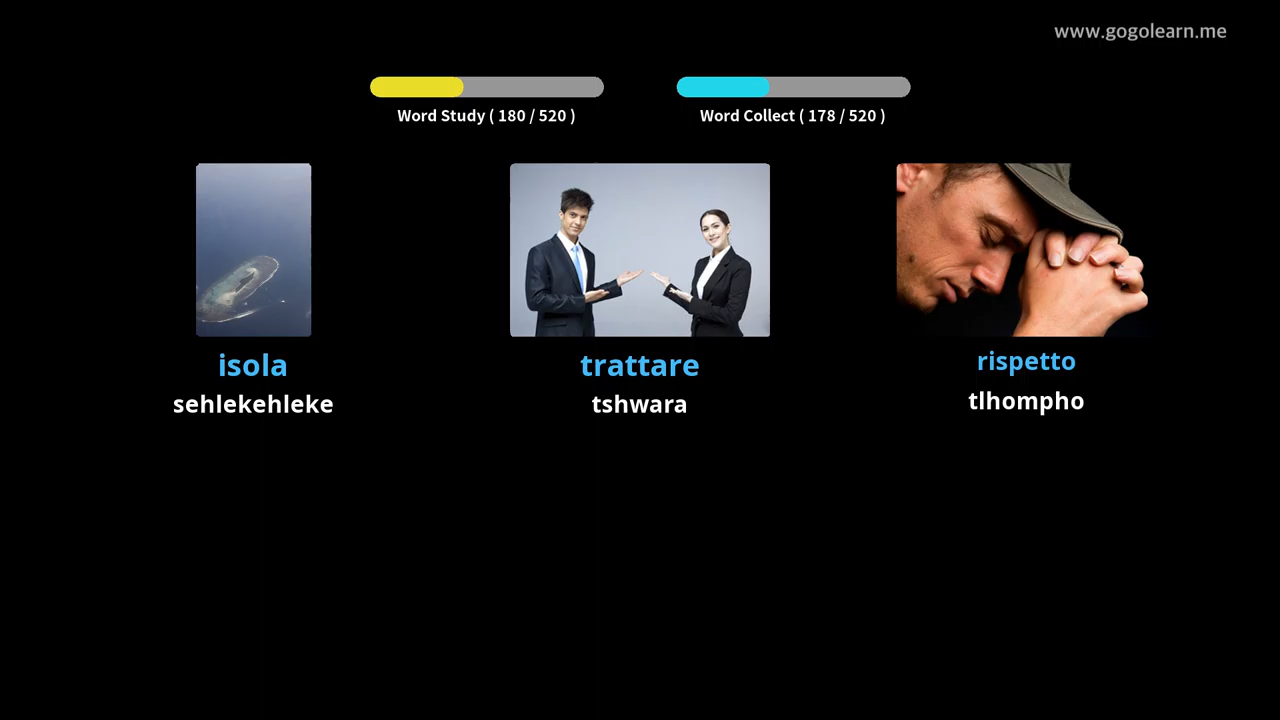 www.gogolearn.me
Word Study ( 180 / 520 )
Word Collect ( 178 / 520 )
isola
sehlekehleke
trattare
tshwara
rispetto
tlhompho